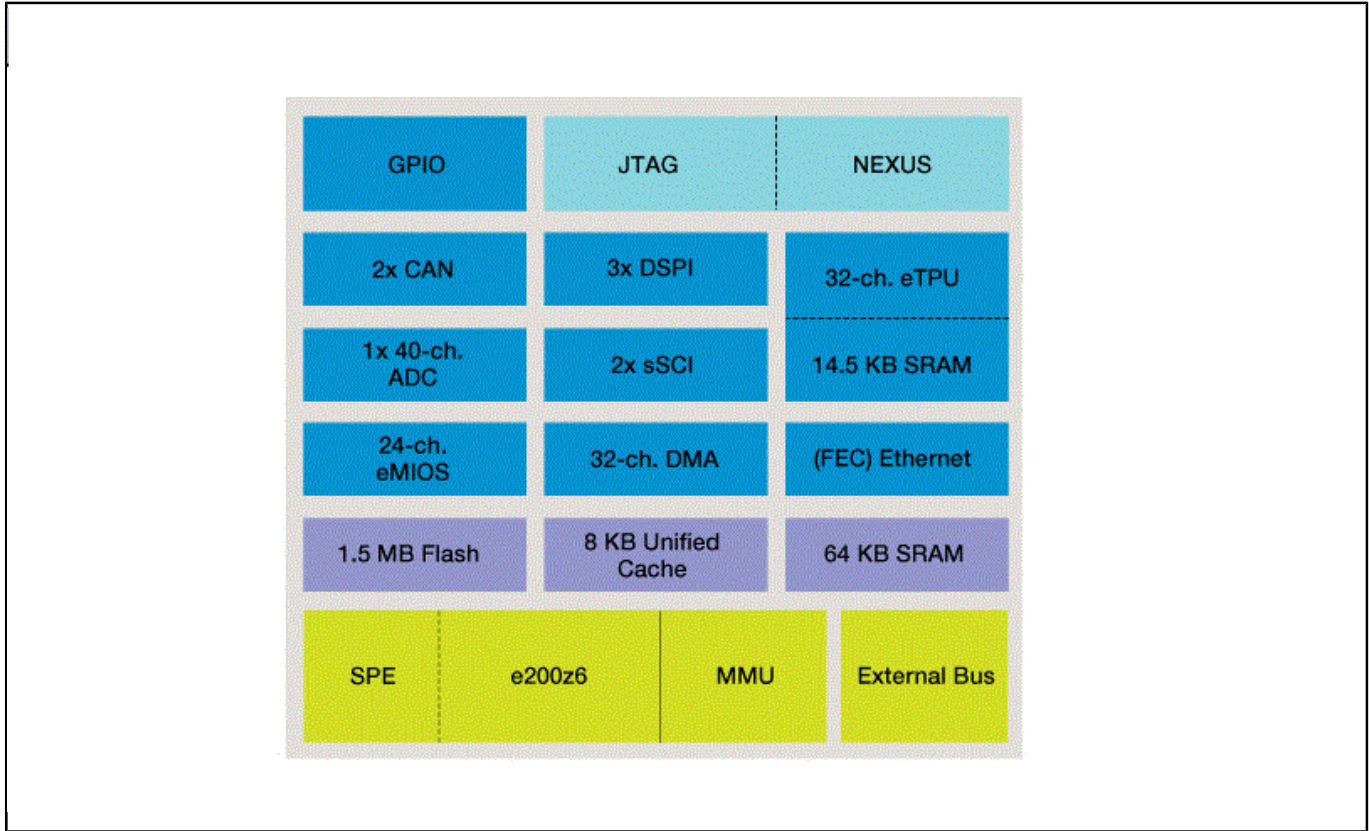 GPIO
JTAG
NEXUS
2x CAN
3x DSPI
32-ch. eTPU
1x 40-ch.
ADC
2x sSCI
14.5 KB SRAM
24-ch.
eMIOS
32-ch. DMA
(FEC) Ethernet
1.5 MB Flash
8 KB Unified
Cache
64 KB SRAM
SPE
e200z6
MMU
External Bus